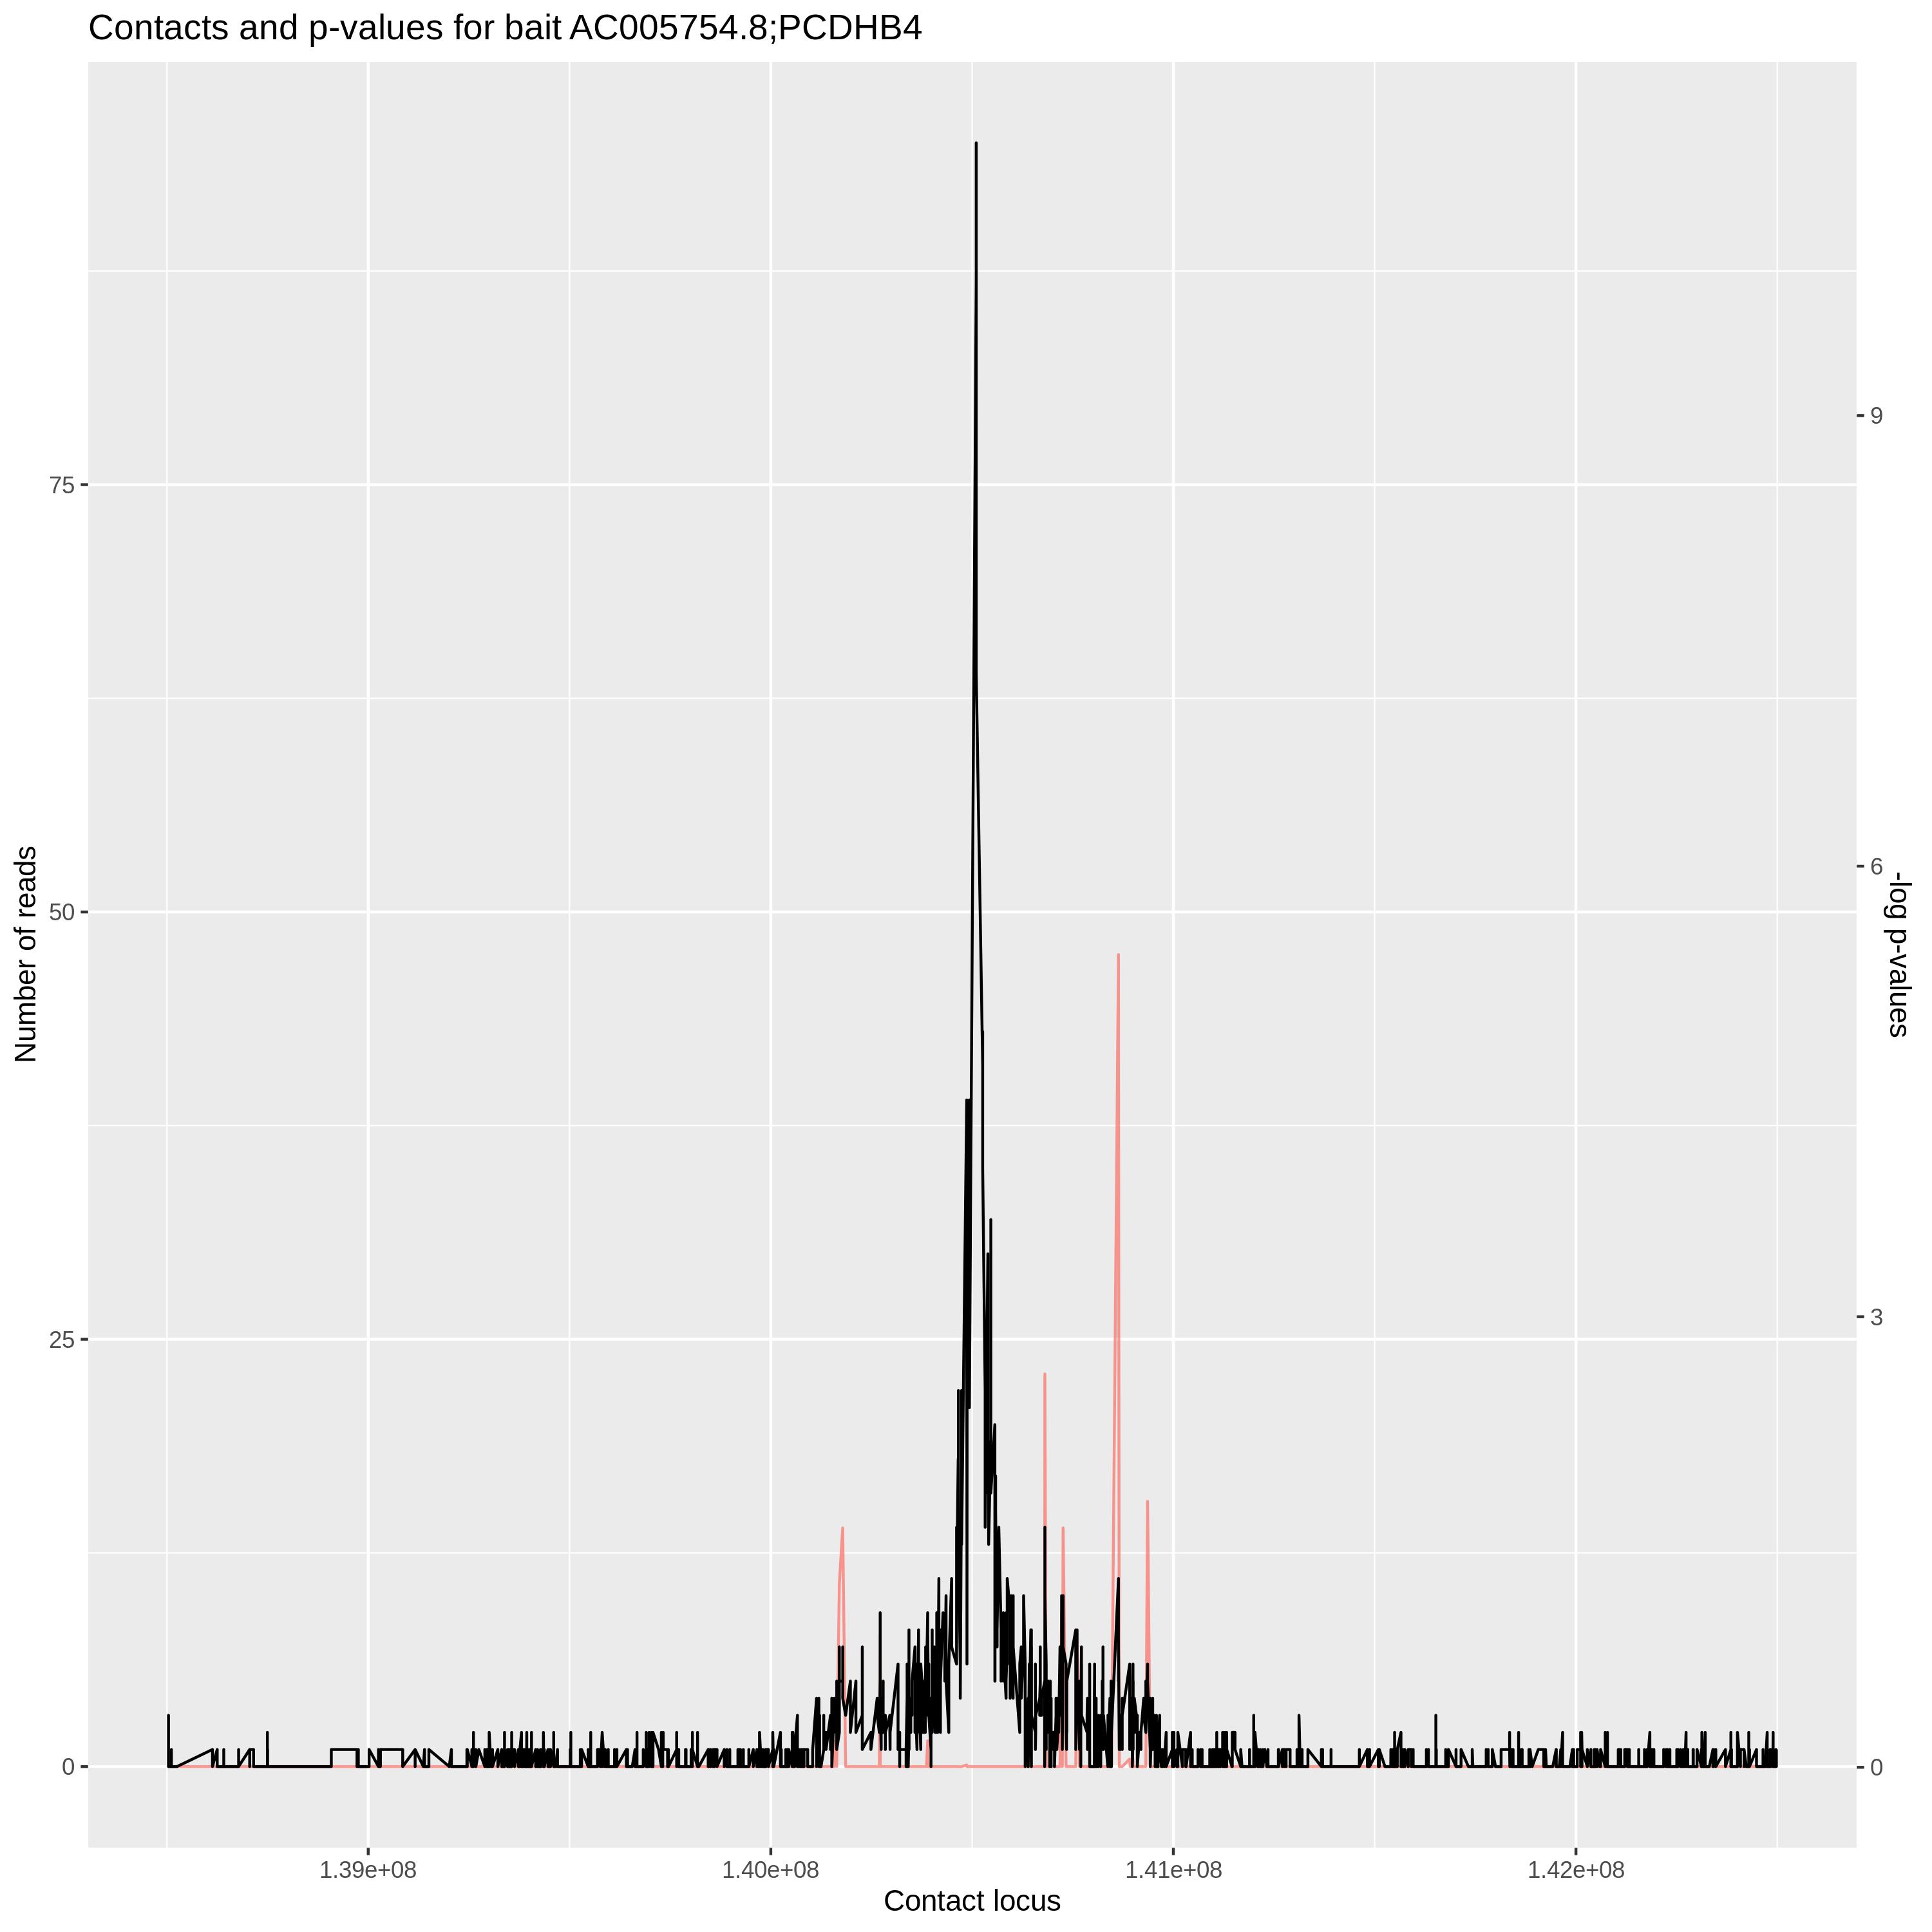 Contacts and p-values for bait AC005754.8;PCDHB4
Number of reads
75
50
25
0
9
6
3
0
-log p-values
1.39e+08
1.40e+08
1.41e+08
1.42e+08
Contact locus